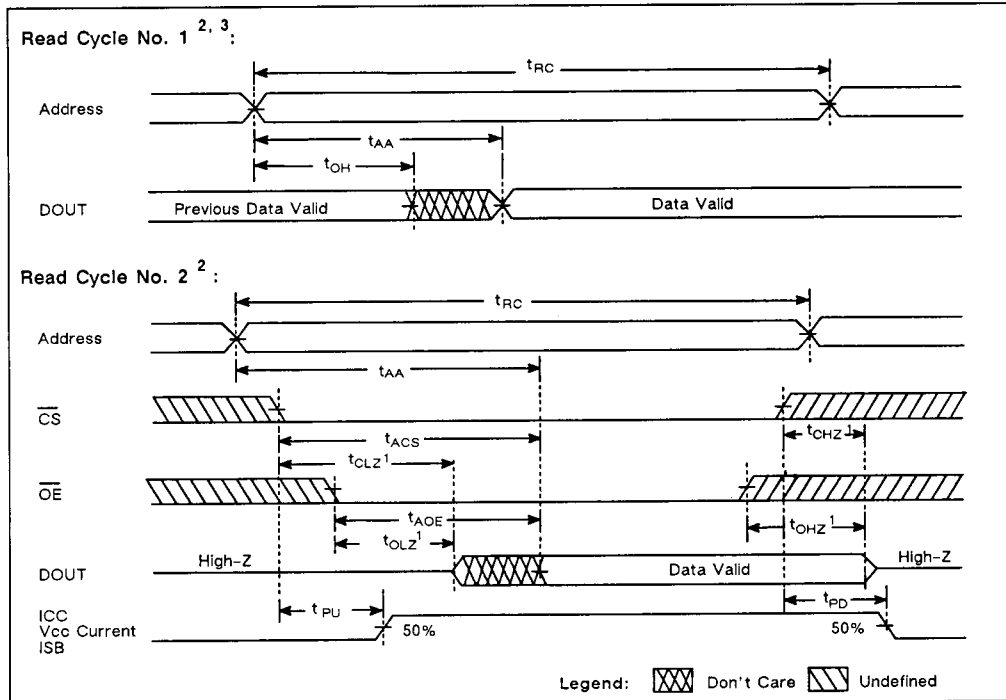 Read Cycle No. 1 2, 3 :
tRC
Address
tAA
tOH
DOUT
Previous Data Valid
Data Valid
Read Cycle No. 2 2 :
tRC
Address
tAA
CS
tACS
tCHZ 1
tCLZ 1
OE
tAOE
tOHZ 1
tOLZ 1
High-Z
High-Z
DOUT
Data Valid
tPU
tPD
ICC
Vcc Current
ISB
50%
50%
Legend: Don't Care Undefined